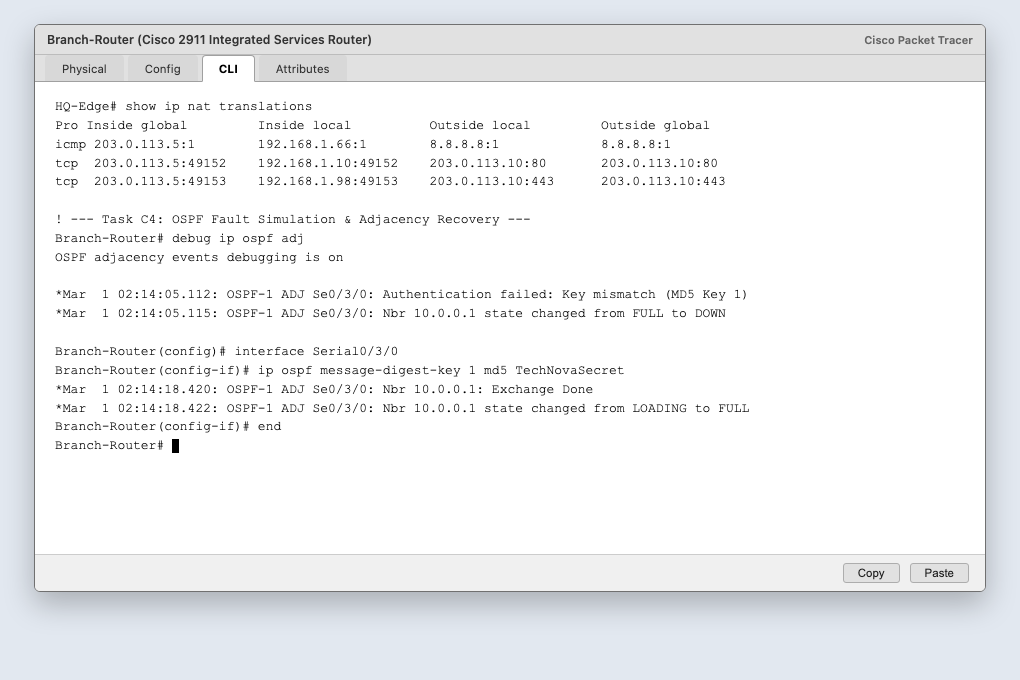 Branch-Router (Cisco 2911 Integrated Services Router)
Cisco Packet Tracer
Physical Config CLI Attributes
HQ-Edge# show ip nat translations
Pro Inside global         Inside local          Outside local         Outside global
icmp 203.0.113.5:1        192.168.1.66:1        8.8.8.8:1             8.8.8.8:1
tcp  203.0.113.5:49152    192.168.1.10:49152    203.0.113.10:80       203.0.113.10:80
tcp  203.0.113.5:49153    192.168.1.98:49153    203.0.113.10:443      203.0.113.10:443
! --- Task C4: OSPF Fault Simulation & Adjacency Recovery ---
Branch-Router# debug ip ospf adj
OSPF adjacency events debugging is on
*Mar  1 02:14:05.112: OSPF-1 ADJ Se0/3/0: Authentication failed: Key mismatch (MD5 Key 1)
*Mar  1 02:14:05.115: OSPF-1 ADJ Se0/3/0: Nbr 10.0.0.1 state changed from FULL to DOWN
Branch-Router(config)# interface Serial0/3/0
Branch-Router(config-if)# ip ospf message-digest-key 1 md5 TechNovaSecret
*Mar  1 02:14:18.420: OSPF-1 ADJ Se0/3/0: Nbr 10.0.0.1: Exchange Done
*Mar  1 02:14:18.422: OSPF-1 ADJ Se0/3/0: Nbr 10.0.0.1 state changed from LOADING to FULL
Branch-Router(config-if)# end
Branch-Router#
Copy Paste